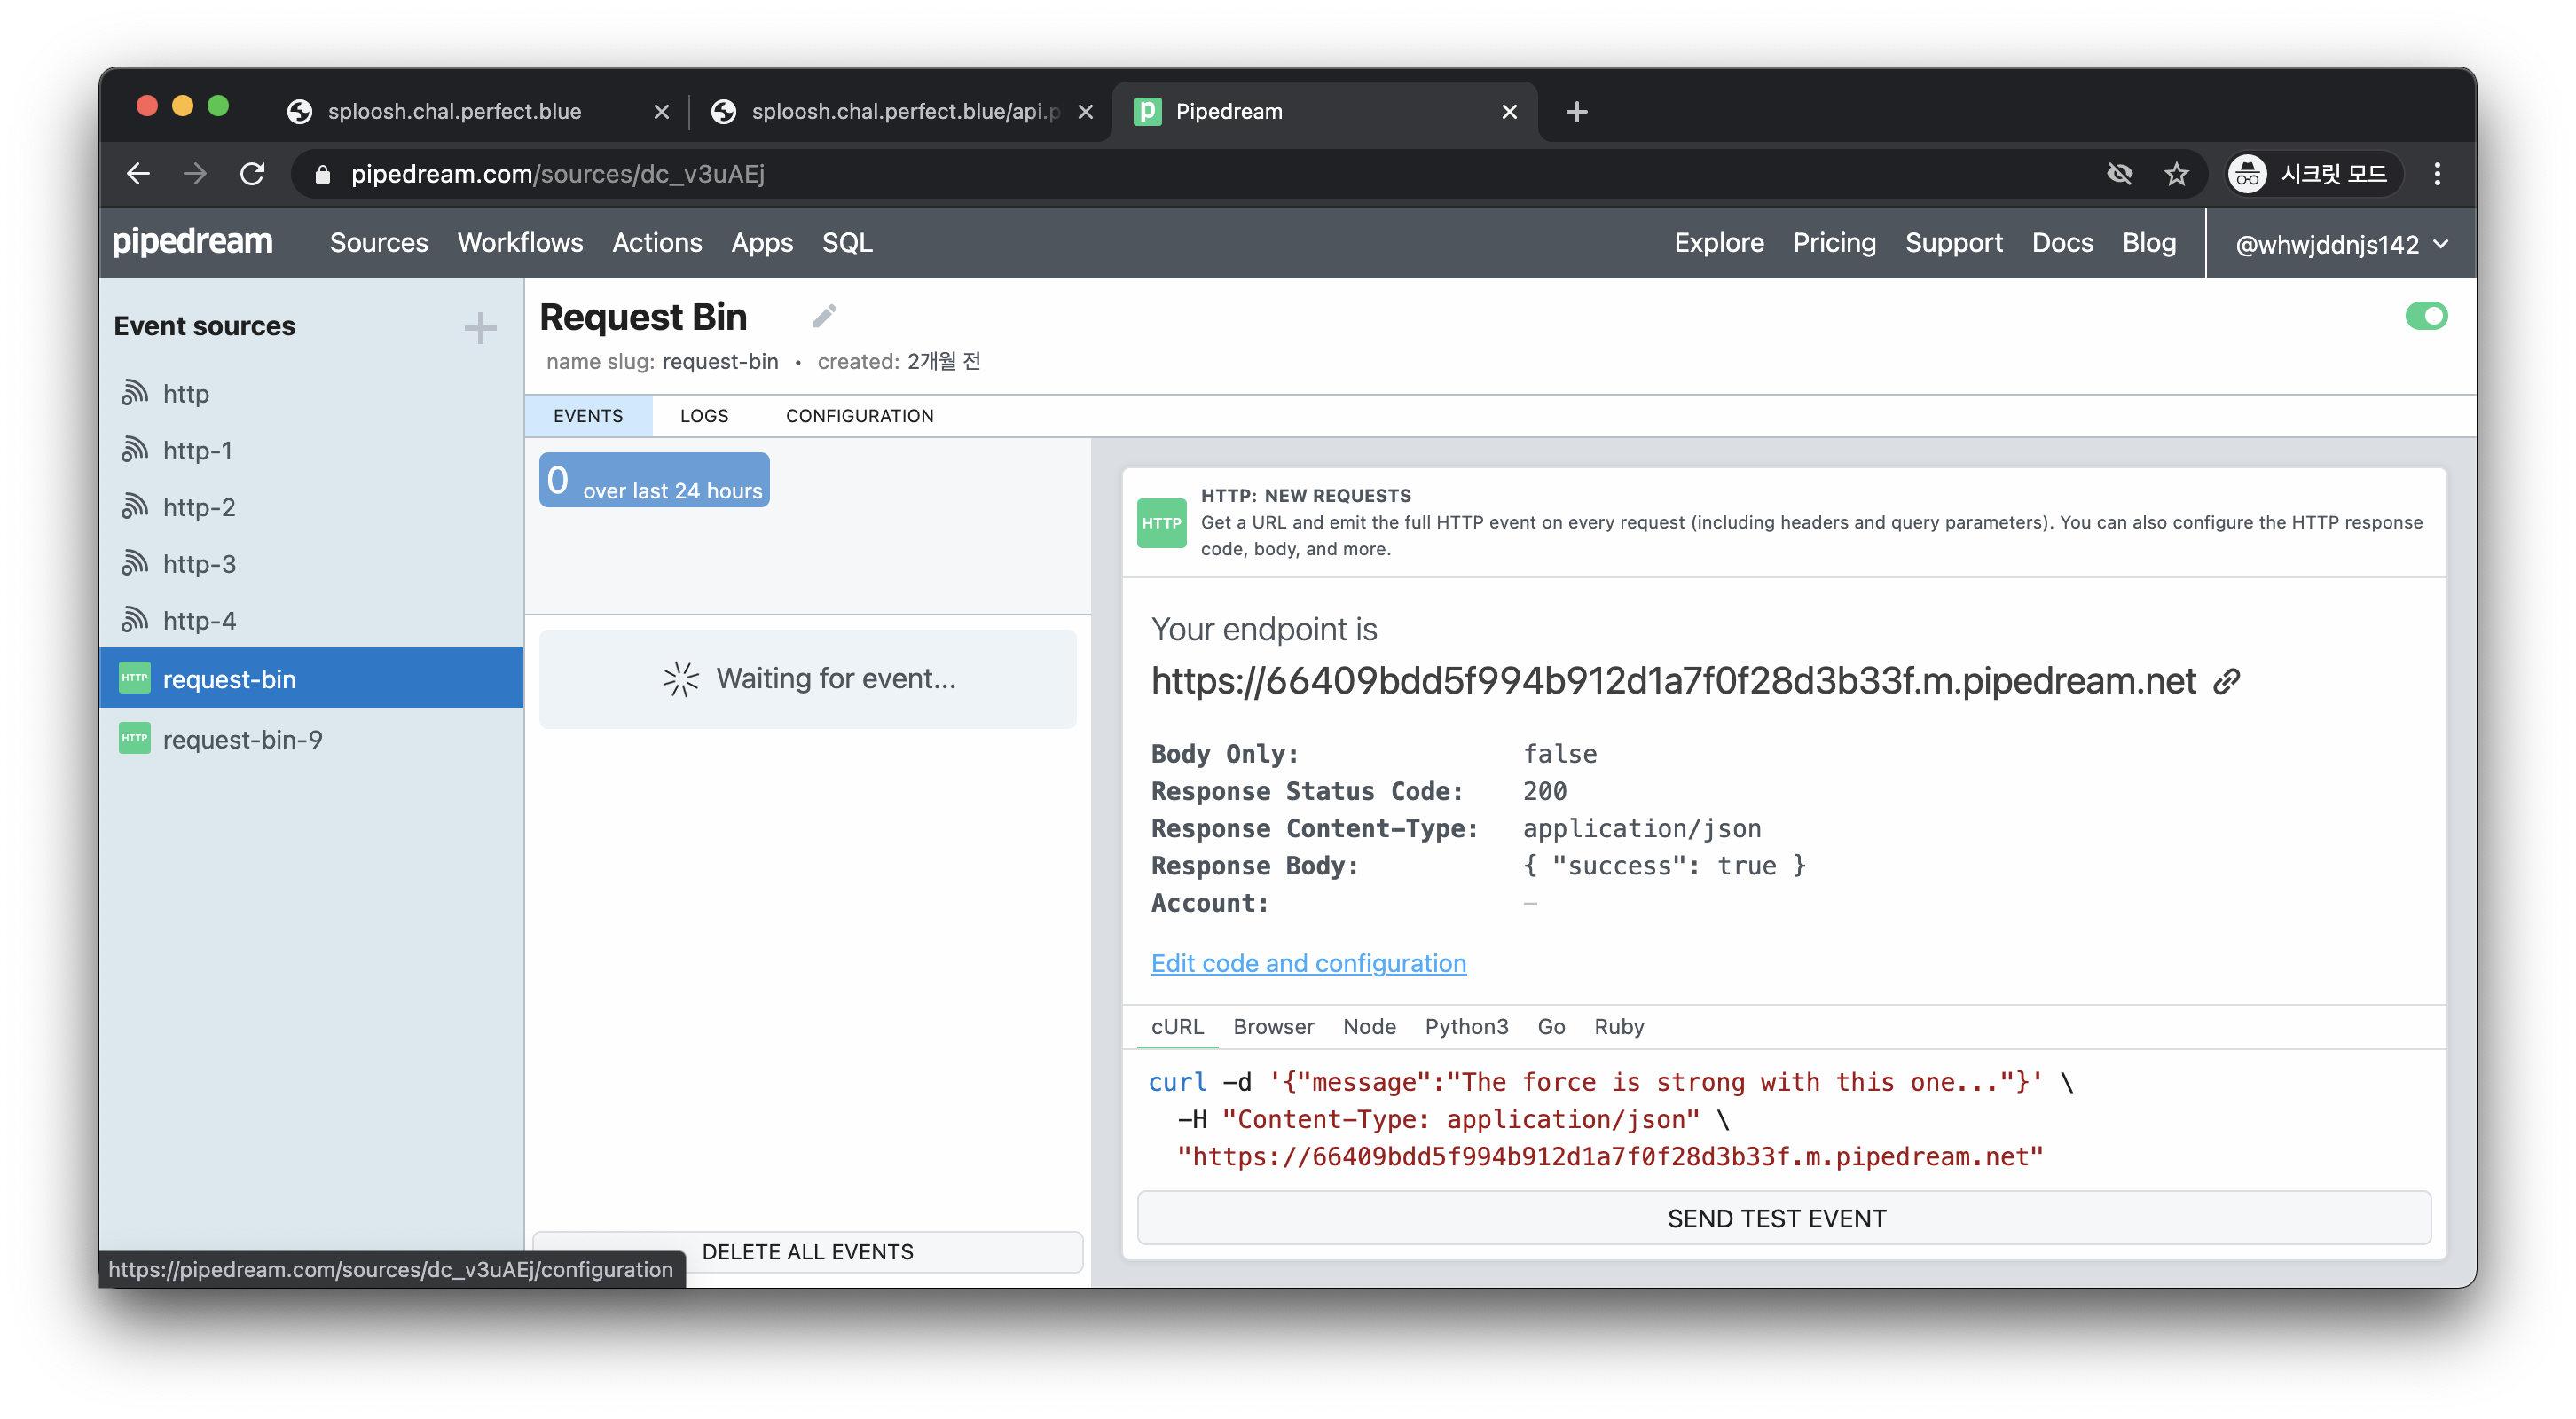 sploosh.chal.perfect.blue
sploosh.chal.perfect.blue/api.p
Pipedream
pipedream.com/sources/dc_v3uAEj
시크릿 모드
pipedream Sources Workflows Actions Apps SQL Explore Pricing Support Docs Blog @whwjddnjs142
Event sources
http
http-1
http-2
http-3
http-4
HTTP request-bin
HTTP request-bin-9
Request Bin
name slug: request-bin • created: 2개월 전
EVENTS LOGS CONFIGURATION
0 over last 24 hours
Waiting for event...
DELETE ALL EVENTS
HTTP
HTTP: NEW REQUESTS
Get a URL and emit the full HTTP event on every request (including headers and query parameters). You can also configure the HTTP response
code, body, and more.
Your endpoint is
https://66409bdd5f994b912d1a7f0f28d3b33f.m.pipedream.net
Body Only: false
Response Status Code: 200
Response Content-Type: application/json
Response Body: { "success": true }
Account: –
Edit code and configuration
cURL Browser Node Python3 Go Ruby
curl -d '{"message":"The force is strong with this one..."}' \
-H "Content-Type: application/json" \
"https://66409bdd5f994b912d1a7f0f28d3b33f.m.pipedream.net"
SEND TEST EVENT
https://pipedream.com/sources/dc_v3uAEj/configuration